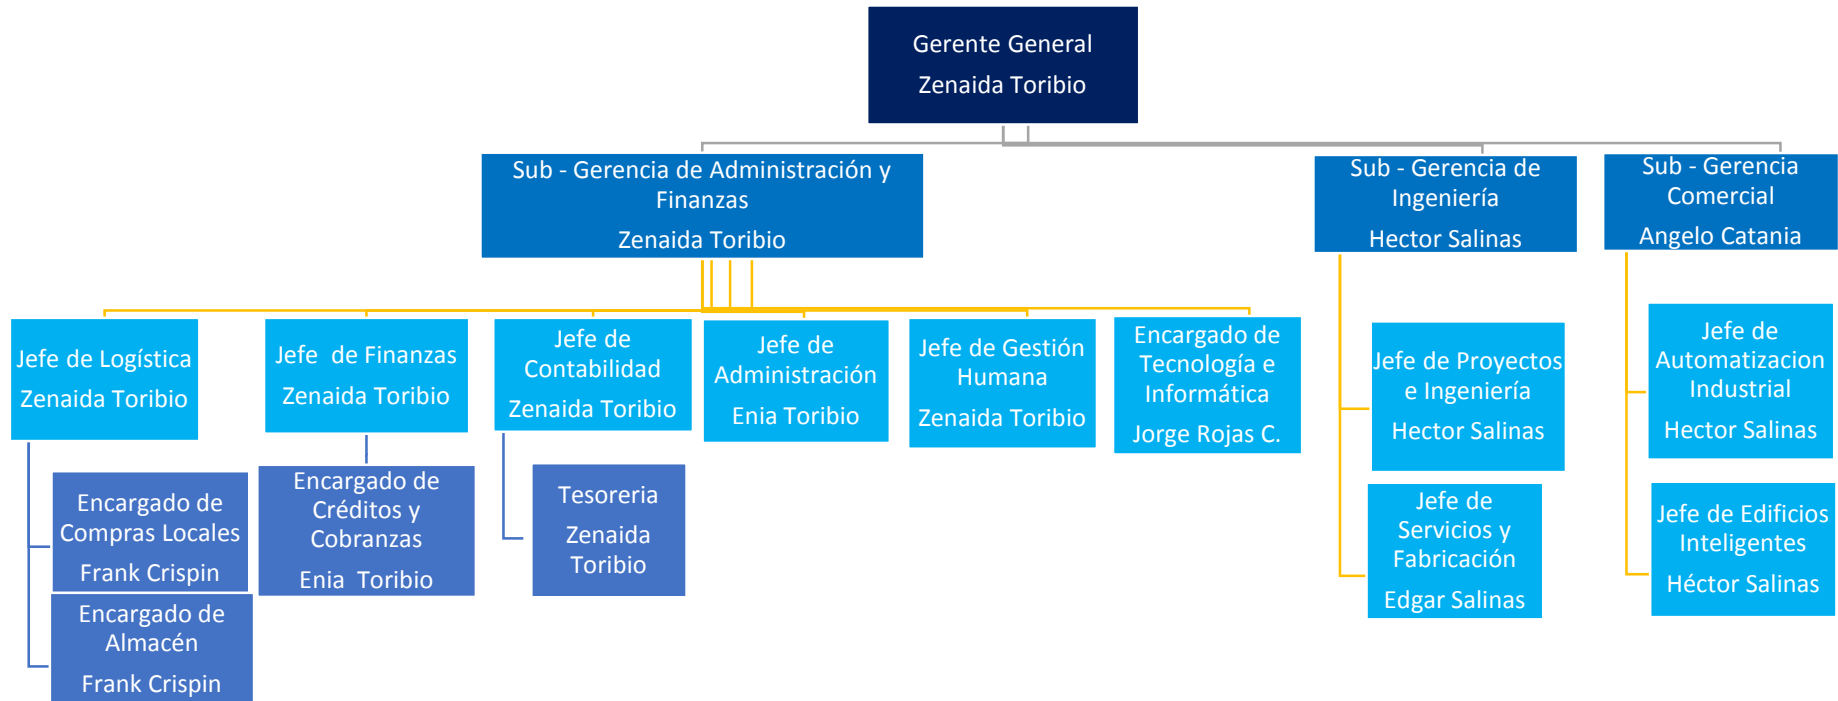 Gerente General
Zenaida Toribio
Sub - Gerencia de Administración y
Finanzas
Zenaida Toribio
Sub - Gerencia de
Ingeniería
Hector Salinas
Sub - Gerencia
Comercial
Angelo Catania
Jefe de Logística
Zenaida Toribio
Jefe  de Finanzas
Zenaida Toribio
Jefe de
Contabilidad
Zenaida Toribio
Jefe de
Administración
Enia Toribio
Jefe de Gestión
Humana
Zenaida Toribio
Encargado de
Tecnología e
Informática
Jorge Rojas C.
Jefe de Proyectos
e Ingeniería
Hector Salinas
Jefe de
Automatizacion
Industrial
Hector Salinas
Encargado de
Compras Locales
Frank Crispin
Encargado de
Créditos y
Cobranzas
Enia  Toribio
Tesoreria
Zenaida
Toribio
Jefe de
Servicios y
Fabricación
Edgar Salinas
Jefe de Edificios
Inteligentes
Héctor Salinas
Encargado de
Almacén
Frank Crispin